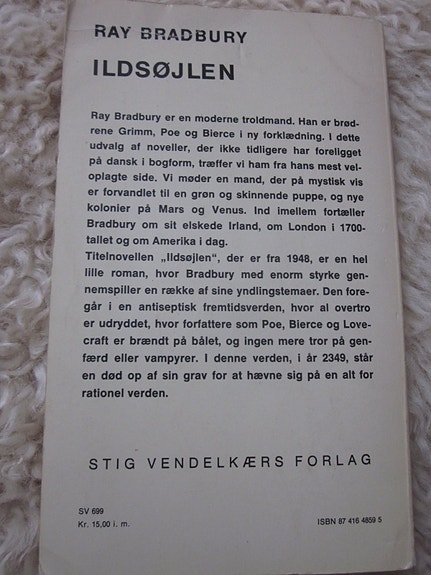 RAY BRADBURY
ILDSØJLEN
Ray Bradbury er en moderne troldmand. Han er brød-
rene Grimm, Poe og Bierce i ny forklædning. I dette
udvalg af noveller, der ikke tidligere har foreligget
på dansk i bogform, træffer vi ham fra hans mest vel-
oplagte side. Vi møder en mand, der på mystisk vis
er forvandlet til en grøn og skinnende puppe, og nye
kolonier på Mars og Venus. Ind imellem fortæller
Bradbury om sit elskede Irland, om London i 1700-
tallet og om Amerika i dag.
Titelnovellen „Ildsøjlen", der er fra 1948, er en hel
lille roman, hvor Bradbury med enorm styrke gen-
nemspiller en række af sine yndlingstemaer. Den fore-
går i en antiseptisk fremtidsverden, hvor al overtro
er udryddet, hvor forfattere som Poe, Bierce og Love-
craft er brændt på bålet, og ingen mere tror på gen-
færd eller vampyrer. I denne verden, i år 2349, står
en død op af sin grav for at hævne sig på en alt for
rationel verden.
STIG VENDELKÆRS FORLAG
SV 699
Kr. 15,00 i. m.
ISBN 87 416 4859 5